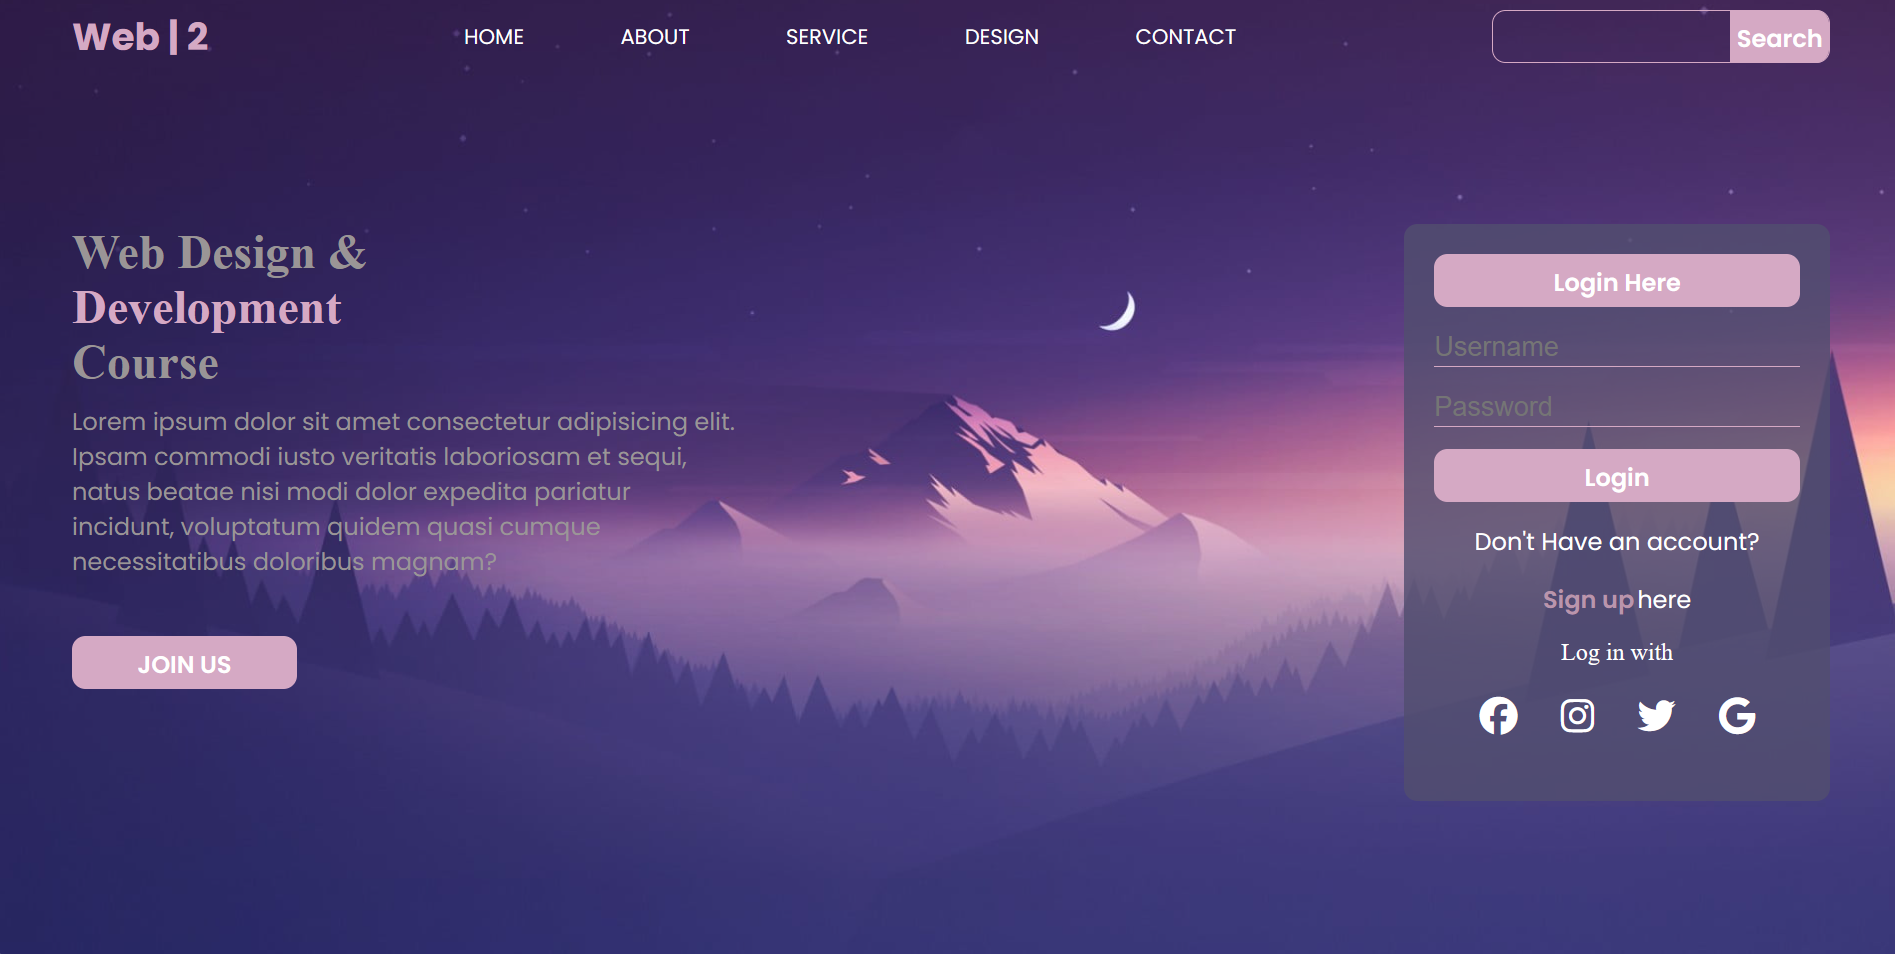 Web | 2
HOME ABOUT SERVICE DESIGN CONTACT
Search
Web Design &
Development
Course
Lorem ipsum dolor sit amet consectetur adipisicing elit.
Ipsam commodi iusto veritatis laboriosam et sequi,
natus beatae nisi modi dolor expedita pariatur
incidunt, voluptatum quidem quasi cumque
necessitatibus doloribus magnam?
JOIN US
Login Here
Username
Password
Login
Don't Have an account?
Sign up here
Log in with